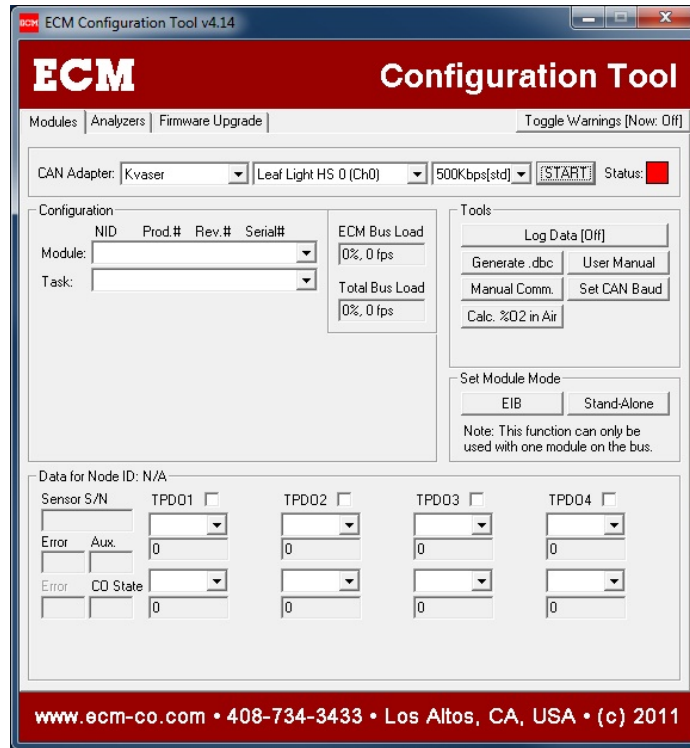 ECM ECM Configuration Tool v4.14
ECM Configuration Tool
Modules Analyzers Firmware Upgrade Toggle Warnings [Now: Off]
CAN Adapter: Kvaser Leaf Light HS 0 (Ch0) 500Kbps[std] START Status:
Configuration
NID Prod.# Rev.# Serial#
Module:
Task:
ECM Bus Load
0%, 0 fps
Total Bus Load
0%, 0 fps
Tools
Log Data [Off]
Generate .dbc User Manual
Manual Comm. Set CAN Baud
Calc. %O2 in Air
Set Module Mode
EIB Stand-Alone
Note: This function can only be
used with one module on the bus.
Data for Node ID: N/A
Sensor S/N TPDO1 TPDO2 TPDO3 TPDO4
Error Aux. 0 0 0 0
Error CO State
0 0 0 0
www.ecm-co.com • 408-734-3433 • Los Altos, CA, USA • (c) 2011